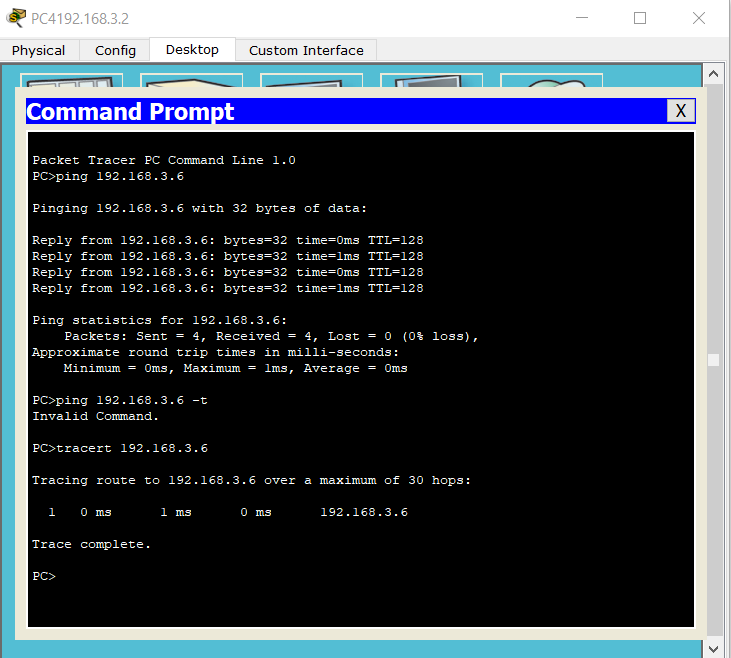 PC4192.168.3.2
Physical Config Desktop Custom Interface
Command Prompt X
Packet Tracer PC Command Line 1.0
PC>ping 192.168.3.6
Pinging 192.168.3.6 with 32 bytes of data:
Reply from 192.168.3.6: bytes=32 time=0ms TTL=128
Reply from 192.168.3.6: bytes=32 time=1ms TTL=128
Reply from 192.168.3.6: bytes=32 time=0ms TTL=128
Reply from 192.168.3.6: bytes=32 time=1ms TTL=128
Ping statistics for 192.168.3.6:
Packets: Sent = 4, Received = 4, Lost = 0 (0% loss),
Approximate round trip times in milli-seconds:
Minimum = 0ms, Maximum = 1ms, Average = 0ms
PC>ping 192.168.3.6 -t
Invalid Command.
PC>tracert 192.168.3.6
Tracing route to 192.168.3.6 over a maximum of 30 hops:
1 0 ms 1 ms 0 ms 192.168.3.6
Trace complete.
PC>